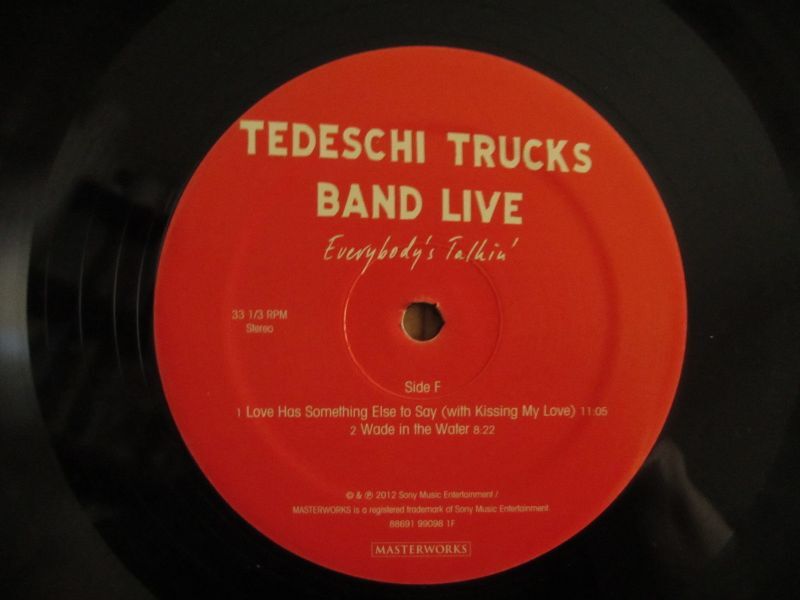 TEDESCHI TRUCKS
BAND LIVE
Everybody's Talkin'
33 1/3 RPM
Stereo
Side F
1 Love Has Something Else to Say (with Kissing My Love) 11:05
2 Wade in the Water 8:22
© & ℗ 2012 Sony Music Entertainment /
MASTERWORKS is a registered trademark of Sony Music Entertainment
88691 99098 1F
MASTERWORKS